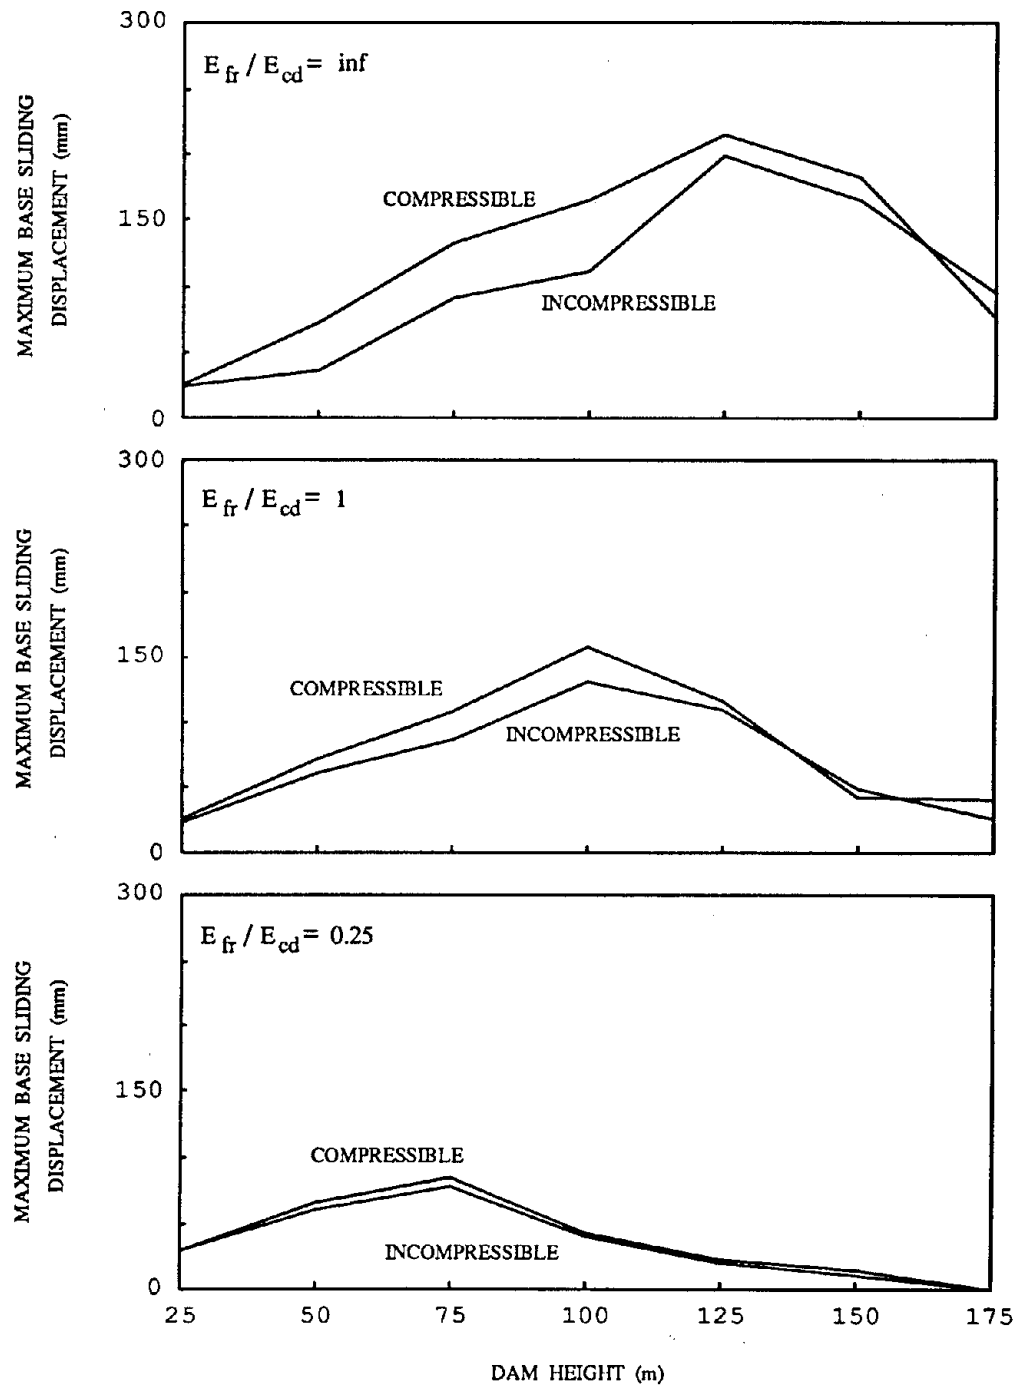 300
E fr / E cd = inf
MAXIMUM BASE SLIDING
DISPLACEMENT (mm)
COMPRESSIBLE
150
INCOMPRESSIBLE
0
300
E fr / E cd = 1
MAXIMUM BASE SLIDING
DISPLACEMENT (mm)
150
COMPRESSIBLE
INCOMPRESSIBLE
0
300
E fr / E cd = 0.25
MAXIMUM BASE SLIDING
DISPLACEMENT (mm)
150
COMPRESSIBLE
INCOMPRESSIBLE
0
25 50 75 100 125 150 175
DAM HEIGHT (m)